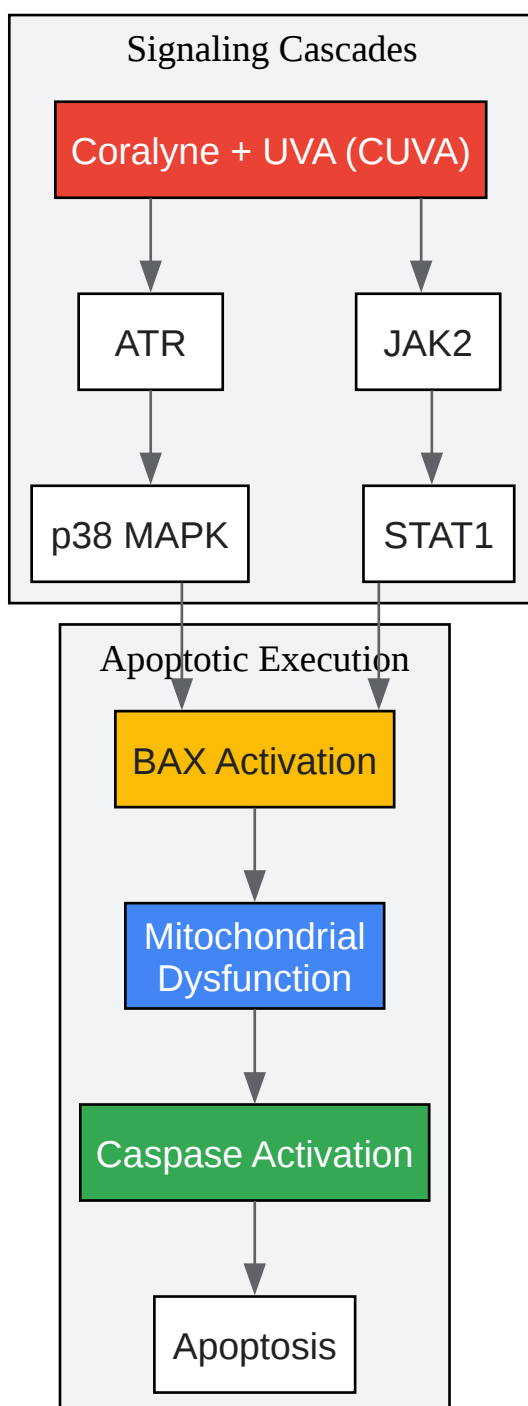 Signaling Cascades
Coralyne + UVA (CUVA)
ATR
JAK2
p38 MAPK
STAT1
Apoptotic Execution
BAX Activation
Mitochondrial
Dysfunction
Caspase Activation
Apoptosis